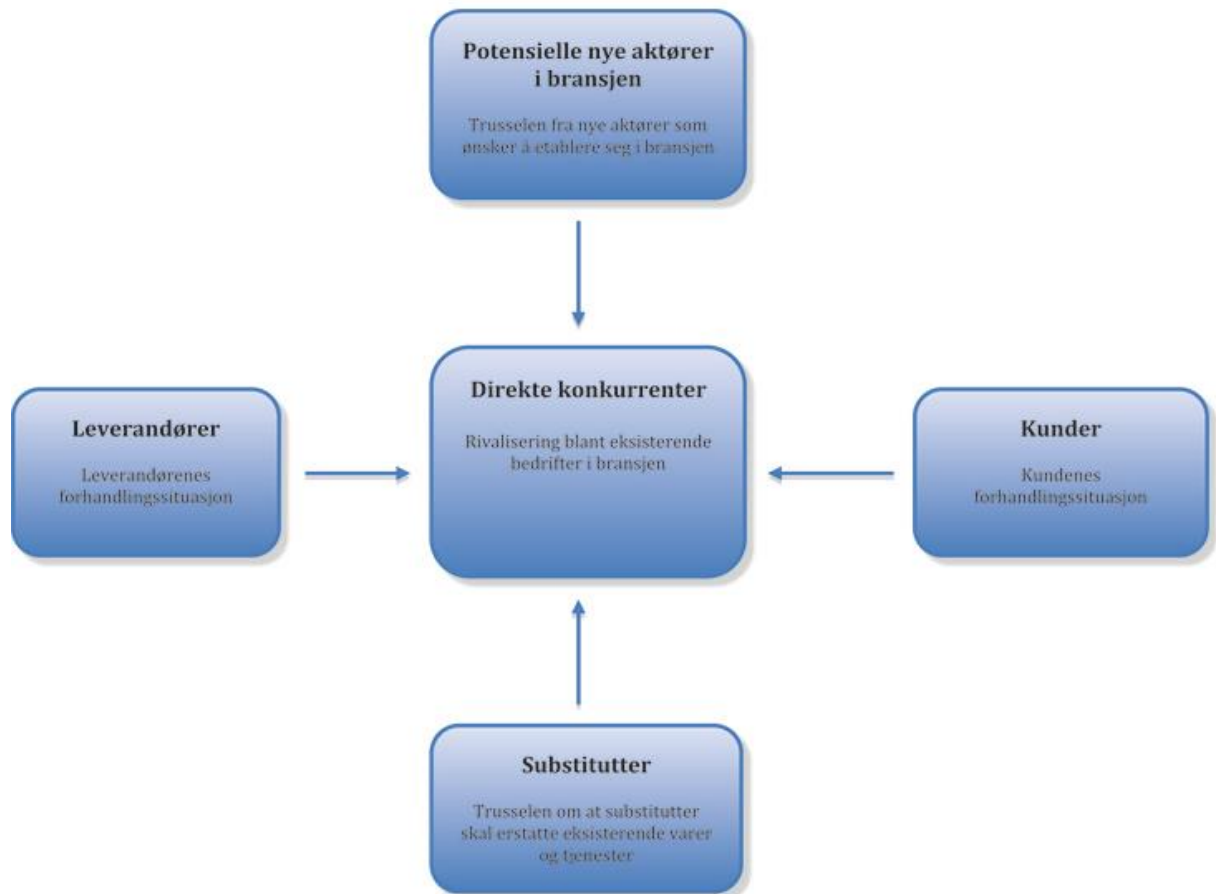 Potensielle nye aktører
i bransjen
Trusselen fra nye aktører som
ønsker å etablere seg i bransjen
Direkte konkurrenter
Rivalisering blant eksisterende
bedrifter i bransjen
Leverandører
Leverandørenes
forhandlingssituasjon
Kunder
Kundenes
forhandlingssituasjon
Substitutter
Trusselen om at substitutter
skal erstatte eksisterende varer
og tjenester